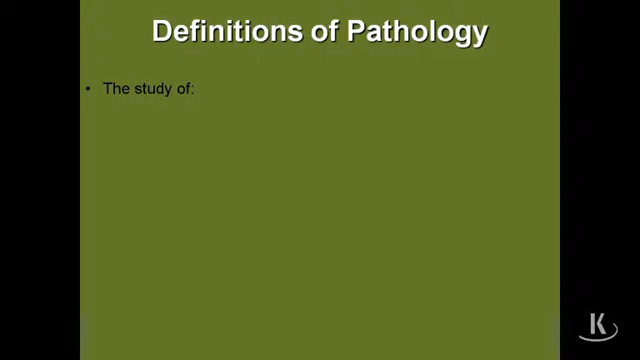 Definitions of Pathology
• The study of:
K